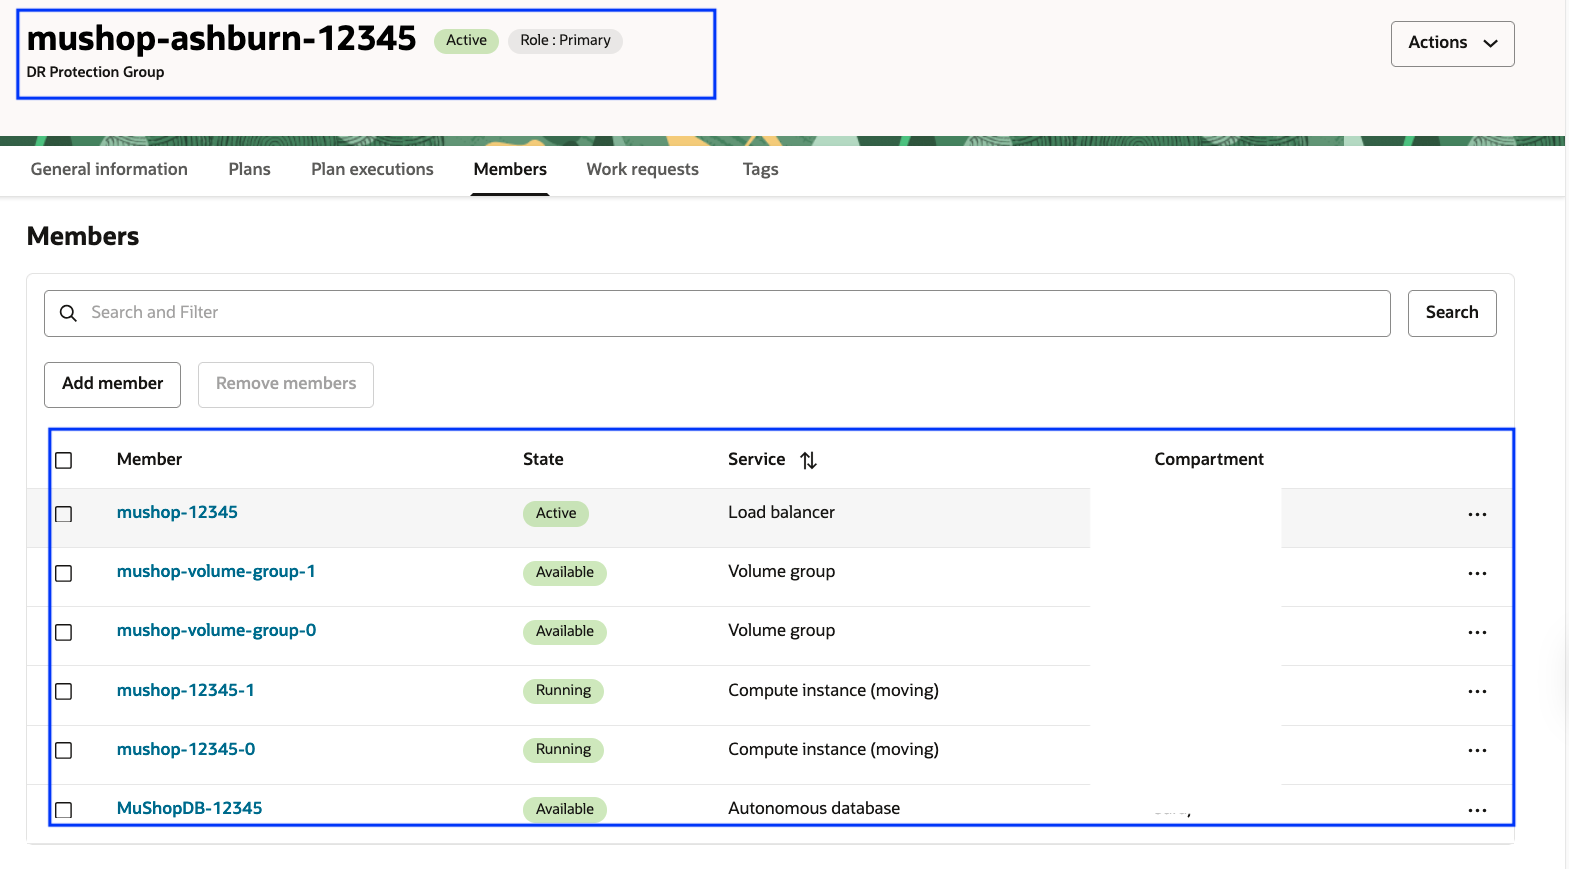 mushop-ashburn-12345 Active Role : Primary
DR Protection Group
Actions
General information Plans Plan executions Members Work requests Tags
Members
Search and Filter Search
Add member Remove members
Member State Service Compartment
mushop-12345 Active Load balancer
mushop-volume-group-1 Available Volume group
mushop-volume-group-0 Available Volume group
mushop-12345-1 Running Compute instance (moving)
mushop-12345-0 Running Compute instance (moving)
MuShopDB-12345 Available Autonomous database